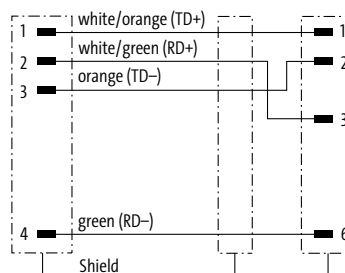 1 white/orange (TD+) 1
2 white/green (RD+) 2
3 orange (TD–)
3
4 green (RD–) 6
Shield